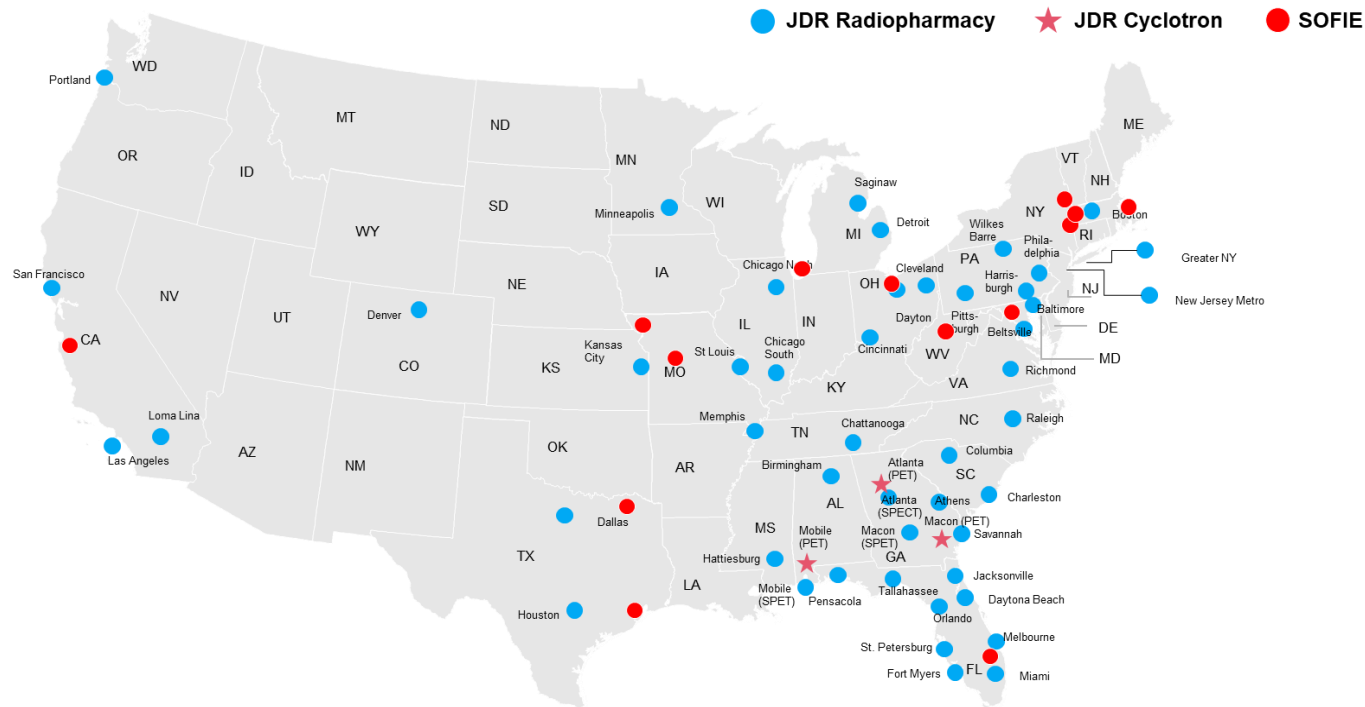 JDR Radiopharmacy
JDR Cyclotron
SOFIE
WD
Portland
MT
ND
ME
OR
MN
VT
ID
NH
Saginaw
SD
WI
Minneapolis
NY
Boston
Detroit
WY
MI
Wilkes
Barre
RI
Phila-
delphia
PA
Greater NY
San Francisco
IA
Chicago North
Cleveland
NE
OH
Harris-
burgh
NJ
NV
New Jersey Metro
UT
Denver
IL
IN
Dayton
Pitts-
burgh
Baltimore
DE
Beltsville
CA
Kansas
City
St Louis
Chicago
South
Cincinnati
WV
MD
CO
KS
MO
Richmond
KY
VA
Loma Lina
Memphis
TN
Chattanooga
NC
Raleigh
Las Angeles
AZ
OK
NM
AR
Birmingham
Atlanta
(PET)
Columbia
SC
AL
Atlanta
(SPECT)
Athens
Charleston
Dallas
MS
Mobile
(PET)
Macon
(SPET)
Macon (PET)
Savannah
TX
GA
Hattiesburg
LA
Mobile
(SPET)
Pensacola
Tallahassee
Jacksonville
Daytona Beach
Houston
Orlando
Melbourne
St. Petersburg
Fort Myers
FL
Miami